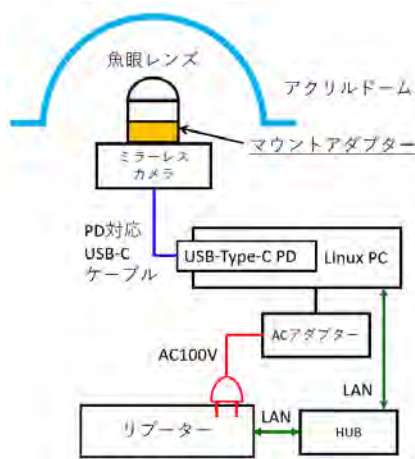 魚眼レンズ
アクリルドーム
マウントアダプター
ミラーレス
カメラ
PD対応
USB-C
ケーブル
USB-Type-C PD
Linux PC
ACアダプター
AC100V
LAN
LAN
リブーター
HUB